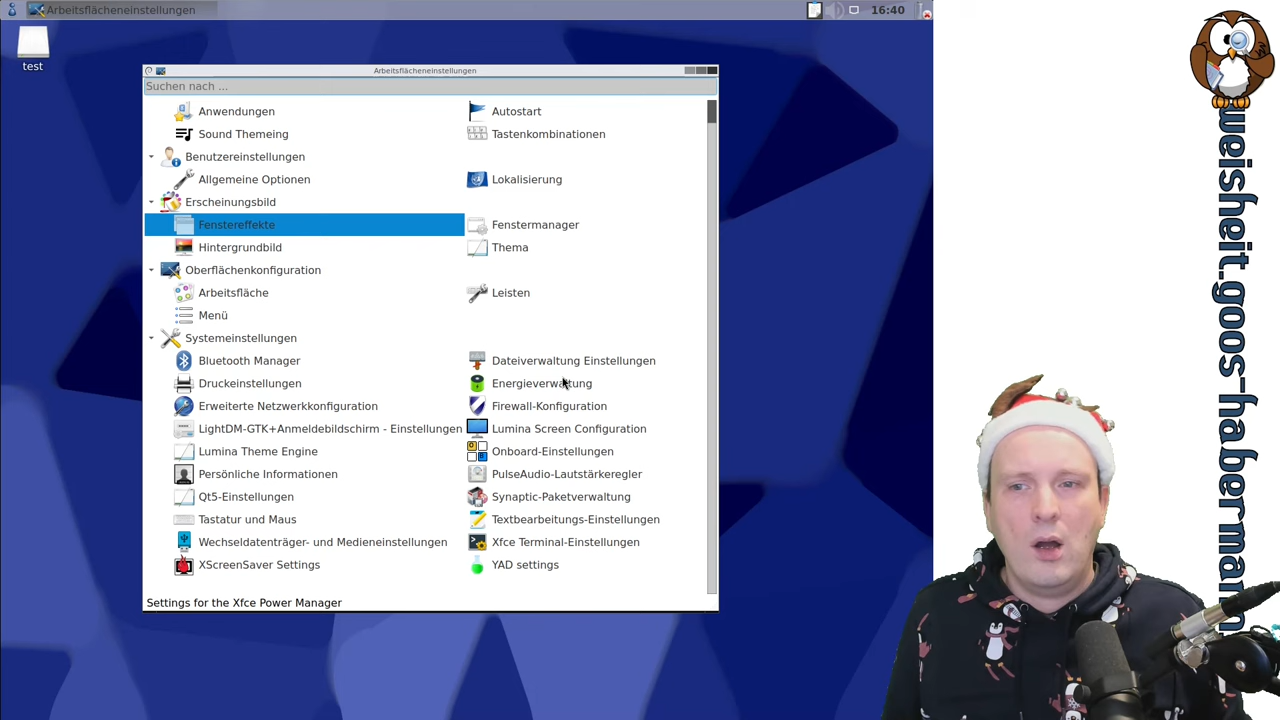 Arbeitsflächeneinstellungen
16:40
test
Arbeitsflächeneinstellungen
Suchen nach ...
Anwendungen
Autostart
Sound Themeing
Tastenkombinationen
Benutzereinstellungen
Allgemeine Optionen
Lokalisierung
Erscheinungsbild
Fenstereffekte
Fenstermanager
Hintergrundbild
Thema
Oberflächenkonfiguration
Arbeitsfläche
Leisten
Menü
Systemeinstellungen
Bluetooth Manager
Dateiverwaltung Einstellungen
Druckeinstellungen
Energieverwaltung
Erweiterte Netzwerkkonfiguration
Firewall-Konfiguration
LightDM-GTK+Anmeldebildschirm - Einstellungen
Lumina Screen Configuration
Lumina Theme Engine
Onboard-Einstellungen
Persönliche Informationen
PulseAudio-Lautstärkeregler
Qt5-Einstellungen
Synaptic-Paketverwaltung
Tastatur und Maus
Textbearbeitungs-Einstellungen
Wechseldatenträger- und Medieneinstellungen
Xfce Terminal-Einstellungen
XScreenSaver Settings
YAD settings
Settings for the Xfce Power Manager
weisheit.goos-habermann